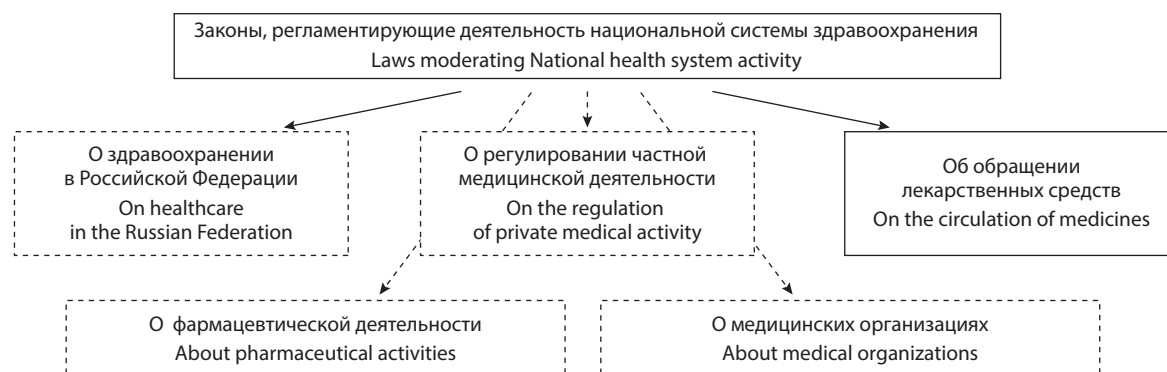 Законы, регламентирующие деятельность национальной системы здравоохранения
Laws moderating National health system activity
О здравоохранении
в Российской Федерации
On healthcare
in the Russian Federation
О регулировании частной
медицинской деятельности
On the regulation
of private medical activity
Об обращении
лекарственных средств
On the circulation of medicines
О фармацевтической деятельности
About pharmaceutical activities
О медицинских организациях
About medical organizations